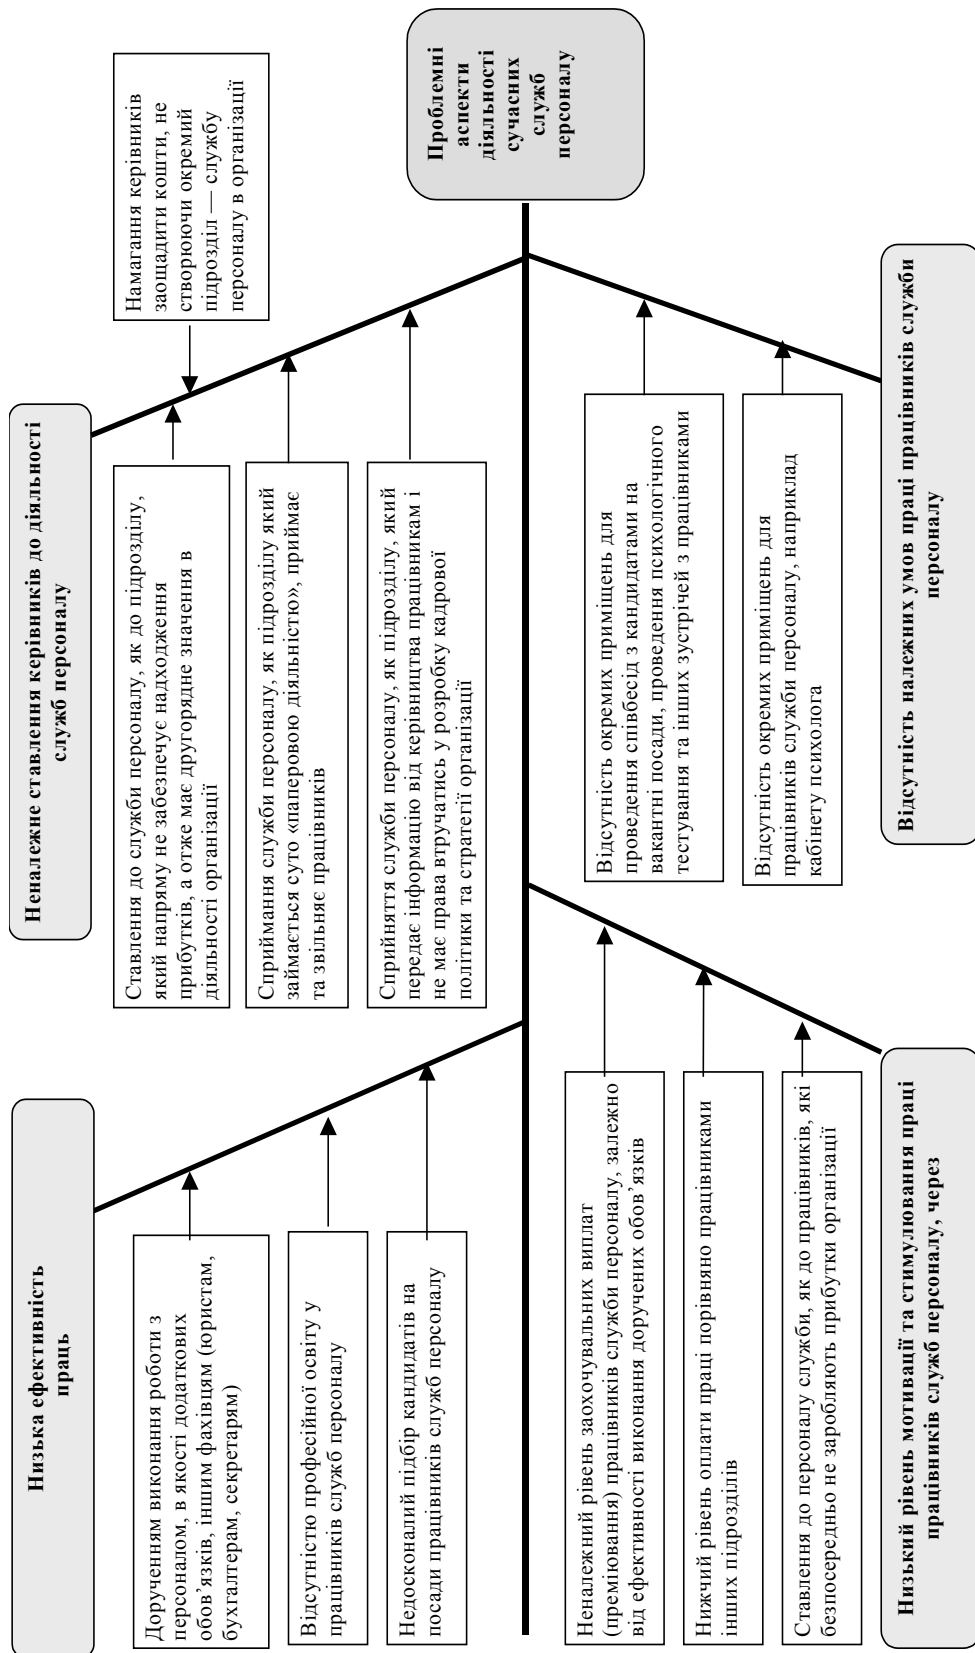 Низька ефективність
праць
Дорученням виконання роботи з
персоналом, в якості додаткових
обов’язків, іншим фахівцям (юристам,
бухгалтерам, секретарям)
Відсутністю професійної освіту у
працівників служб персоналу
Недосконалий підбір кандидатів на
посади працівників служб персоналу
Неналежне ставлення керівників до діяльності
служб персоналу
Ставлення до служби персоналу, як до підрозділу,
який напряму не забезпечує надходження
прибутків, а отже має другорядне значення в
діяльності організації
Сприймання служби персоналу, як підрозділу який
займається суто «паперовою діяльністю», приймає
та звільняє працівників
Сприйняття служби персоналу, як підрозділу, який
передає інформацію від керівництва працівникам і
не має права втручатись у розробку кадрової
політики та стратегії організації
Намагання керівників
заощадити кошти, не
створюючи окремий
підрозділ — службу
персоналу в організації
Проблемні
аспекти
діяльності
сучасних
служб
персоналу
Неналежний рівень заохочувальних виплат
(преміювання) працівників служби персоналу, залежно
від ефективності виконання доручених обов’язків
Нижчий рівень оплати праці порівняно працівниками
інших підрозділів
Ставлення до персоналу служби, як до працівників, які
безпосередньо не заробляють прибутки організації
Низький рівень мотивації та стимулювання праці
працівників служб персоналу, через
Відсутність окремих приміщень для
проведення співбесід з кандидатами на
вакантні посади, проведення психологічного
тестування та інших зустрічей з працівниками
Відсутність окремих приміщень для
працівників служби персоналу, наприклад
кабінету психолога
Відсутність належних умов праці працівників служби
персоналу